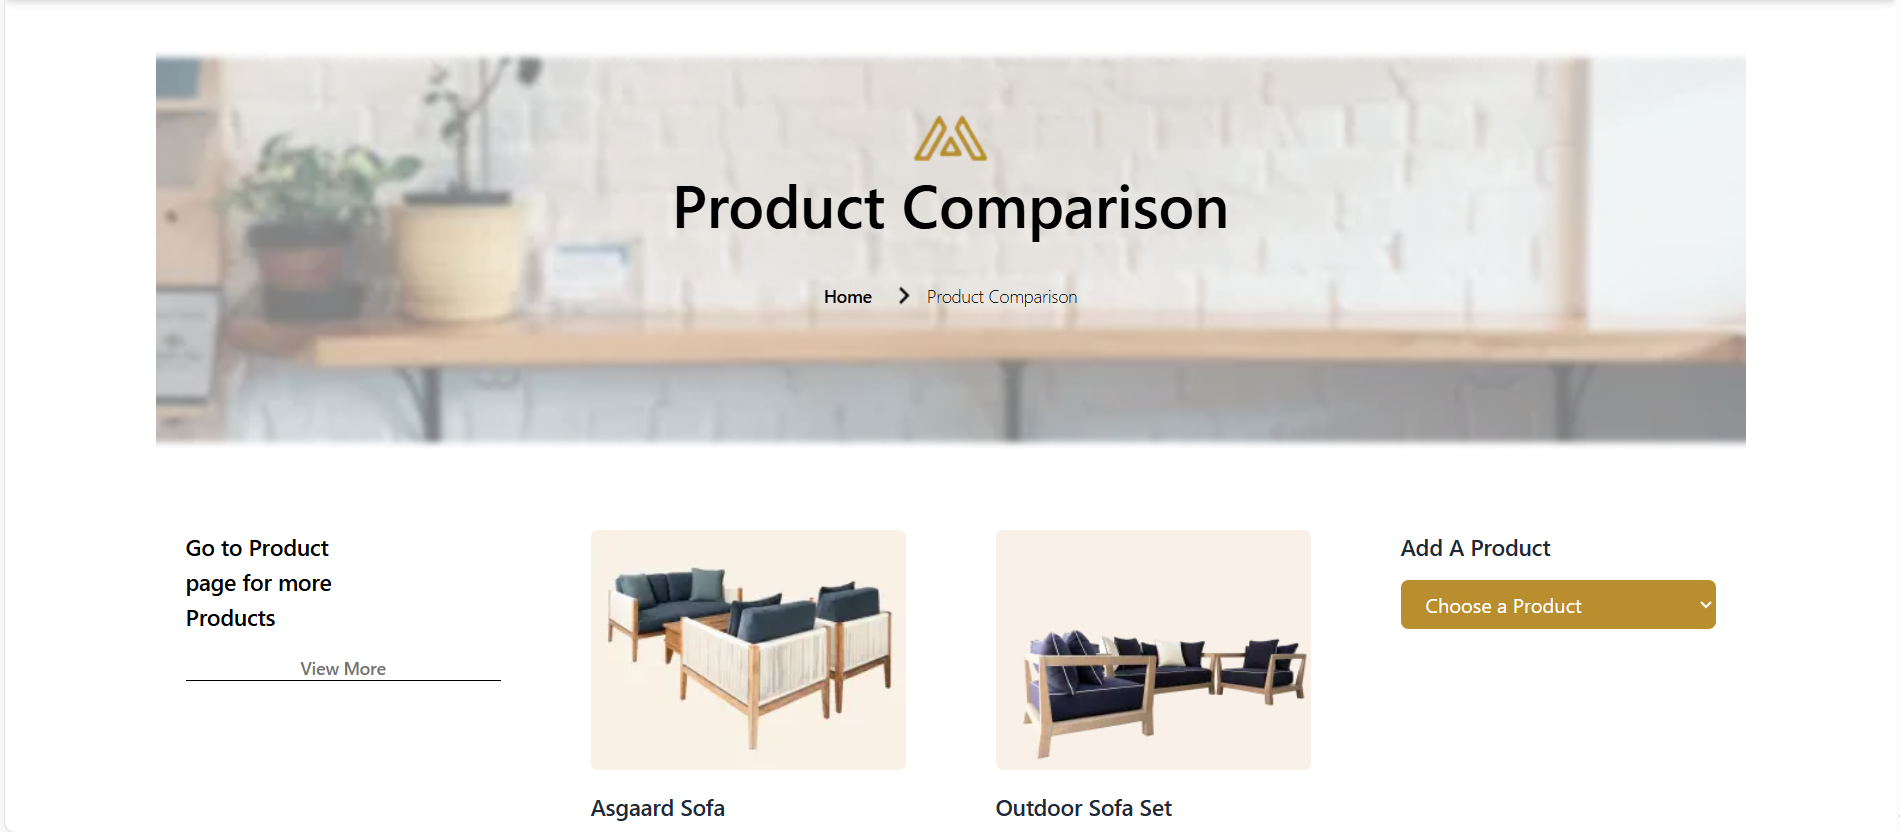 Product Comparison
Home
Product Comparison
Go to Product
page for more
Products
View More
Asgaard Sofa
Outdoor Sofa Set
Add A Product
Choose a Product